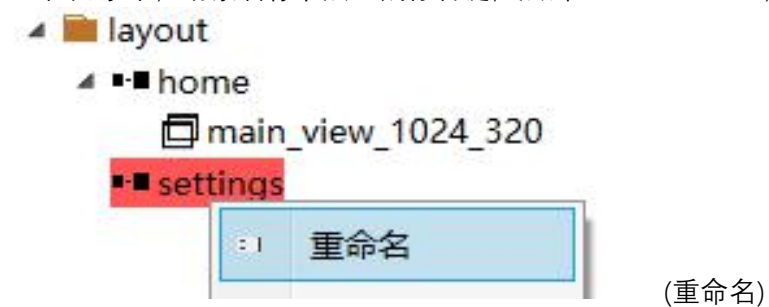 layout
home
main_view_1024_320
settings
重命名
(重命名)